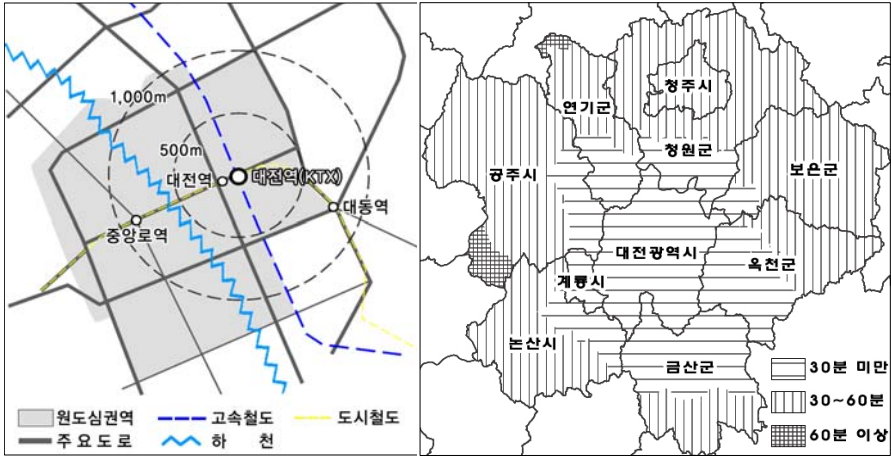 1,000m
500m
대전역
대전역(KTX)
대동역
중앙로역
원도심권역
고속철도
도시철도
주요도로
하 천
청주시
연기군
청원군
보은군
공주시
대전광역시
옥천군
계룡시
논산시
금산군
30분 미만
30~60분
60분 이상